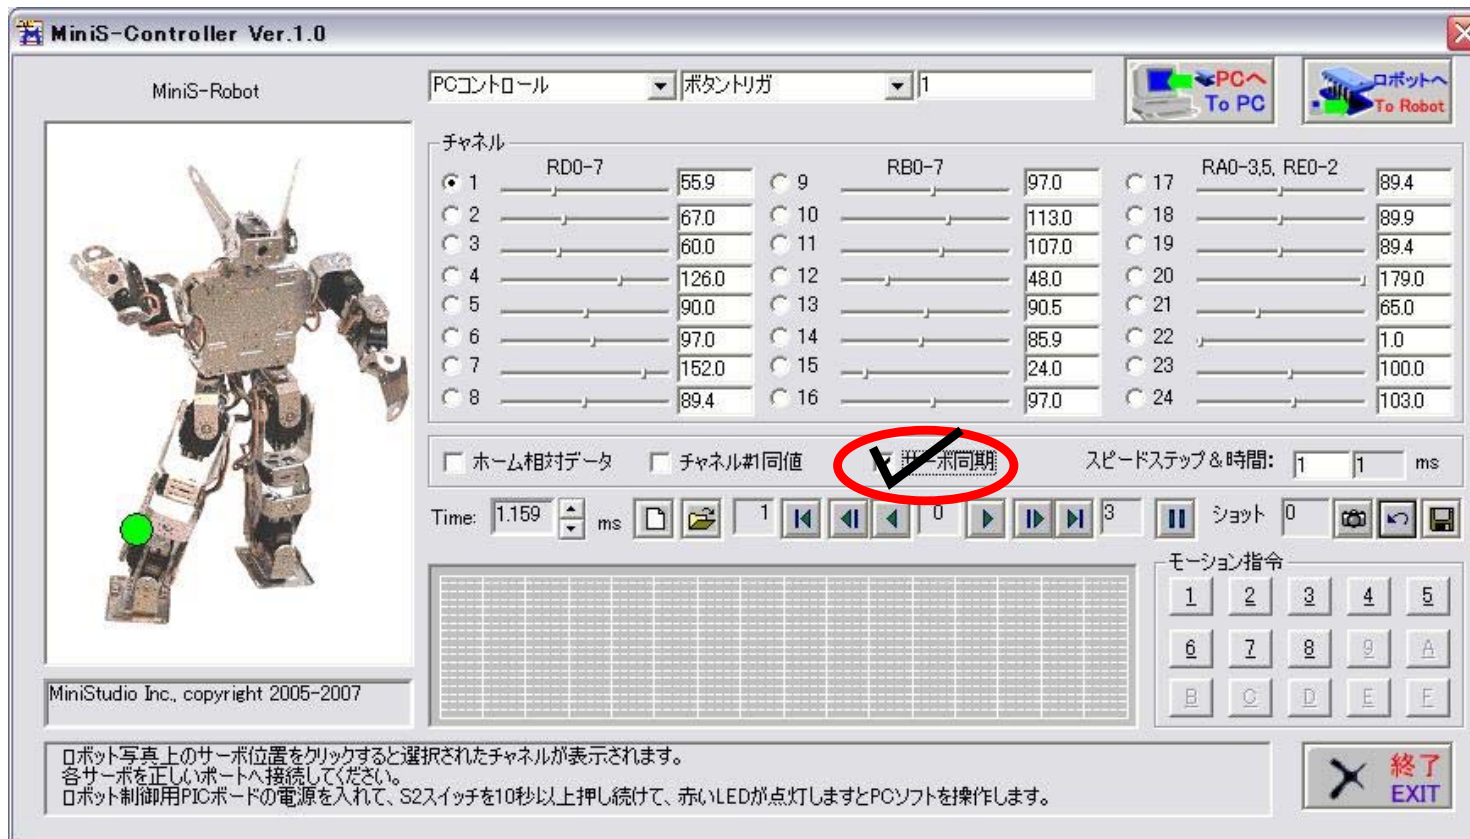 MiniS-Controller Ver.1.0
MiniS-Robot
PCコントロール ボタントリガ 1
PCへ
To PC
ロボットへ
To Robot
チャネル
RD0-7 RB0-7 RA0-3,5, RE0-2
1 55.9 9 97.0 17 89.4
2 67.0 10 113.0 18 89.9
3 60.0 11 107.0 19 89.4
4 126.0 12 48.0 20 179.0
5 90.0 13 90.5 21 65.0
6 97.0 14 85.9 22 1.0
7 152.0 15 24.0 23 100.0
8 89.4 16 97.0 24 103.0
ホーム相対データ チャネル#1同値 サーボ同期 スピードステップ&時間: 1 1 ms
Time: 1.159 ms 1 0 3 ショット 0
モーション指令
1 2 3 4 5
6 7 8 9 A
B C D E F
MiniStudio Inc., copyright 2005-2007
ロボット写真上のサーボ位置をクリックすると選択されたチャネルが表示されます。
各サーボを正しいポートへ接続してください。
ロボット制御用PICボードの電源を入れて、S2スイッチを10秒以上押し続けて、赤いLEDが点灯しますとPCソフトを操作します。
終了
EXIT